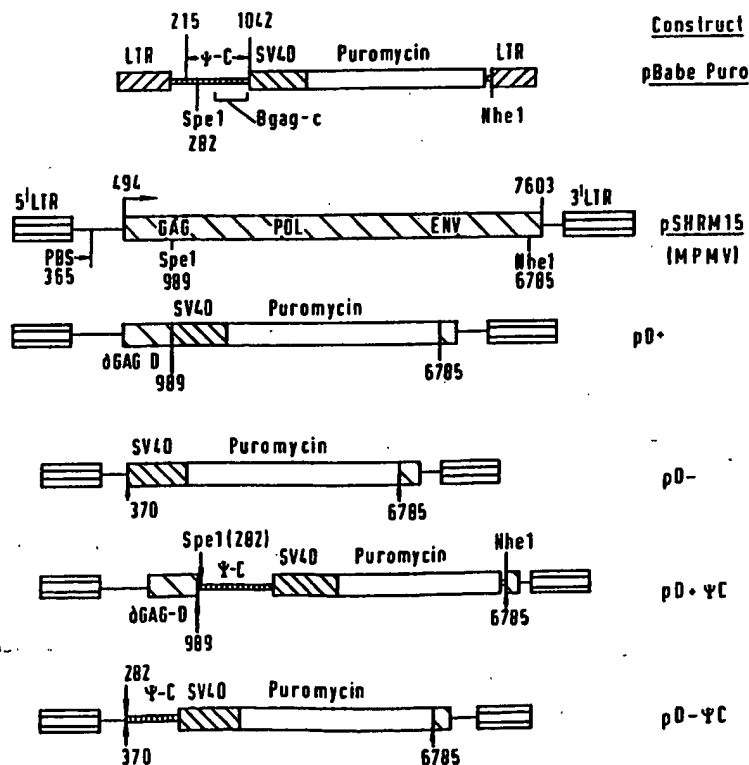 215 1042 Construct
LTR Ψ-C SV40 Puromycin LTR pBabe Puro
Spe1 Bgag-c Nhe1
282
494 7603
5'LTR 3'LTR
GAG POL ENV pSHRM15
PBS Spe1 Nhe1 (MPMV)
365 989 6785
SV40 Puromycin
pD+
∂GAG D 989 6785
SV40 Puromycin
pD-
370 6785
Spe1(282) Nhe1
Ψ-C SV40 Puromycin
pD+ΨC
∂GAG-D 6785
989
282
Ψ-C SV40 Puromycin
pD-ΨC
370 6785